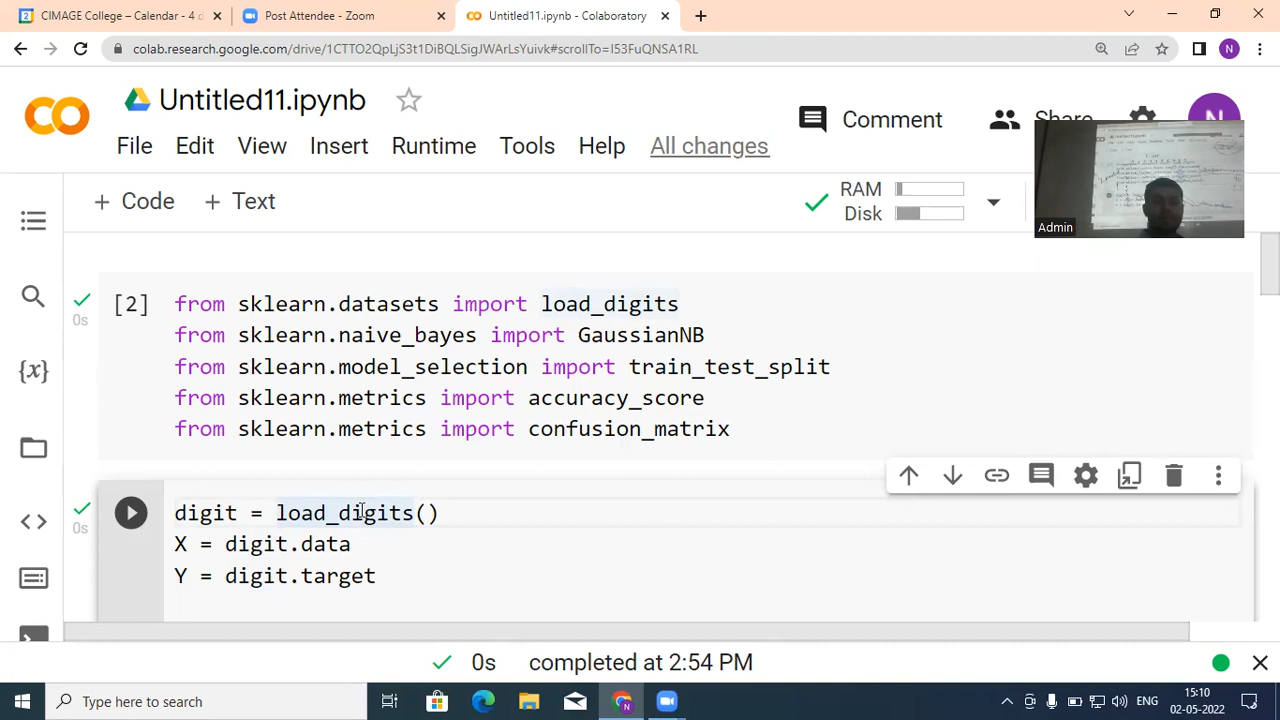 CIMAGE College – Calendar - 4 d
Post Attendee - Zoom
Untitled11.ipynb - Colaboratory
colab.research.google.com/drive/1CTTO2QpLjS3t1DiBQLSigJWArLsYuivk#scrollTo=I53FuQNSA1RL
N
Untitled11.ipynb
Comment
Share
N
File Edit View Insert Runtime Tools Help All changes
+ Code + Text
RAM
Disk
Admin
[2] from sklearn.datasets import load_digits
0s
from sklearn.naive_bayes import GaussianNB
from sklearn.model_selection import train_test_split
from sklearn.metrics import accuracy_score
from sklearn.metrics import confusion_matrix
digit = load_digits()
0s
X = digit.data
Y = digit.target
0s completed at 2:54 PM
Type here to search
N
ENG
15:10
02-05-2022